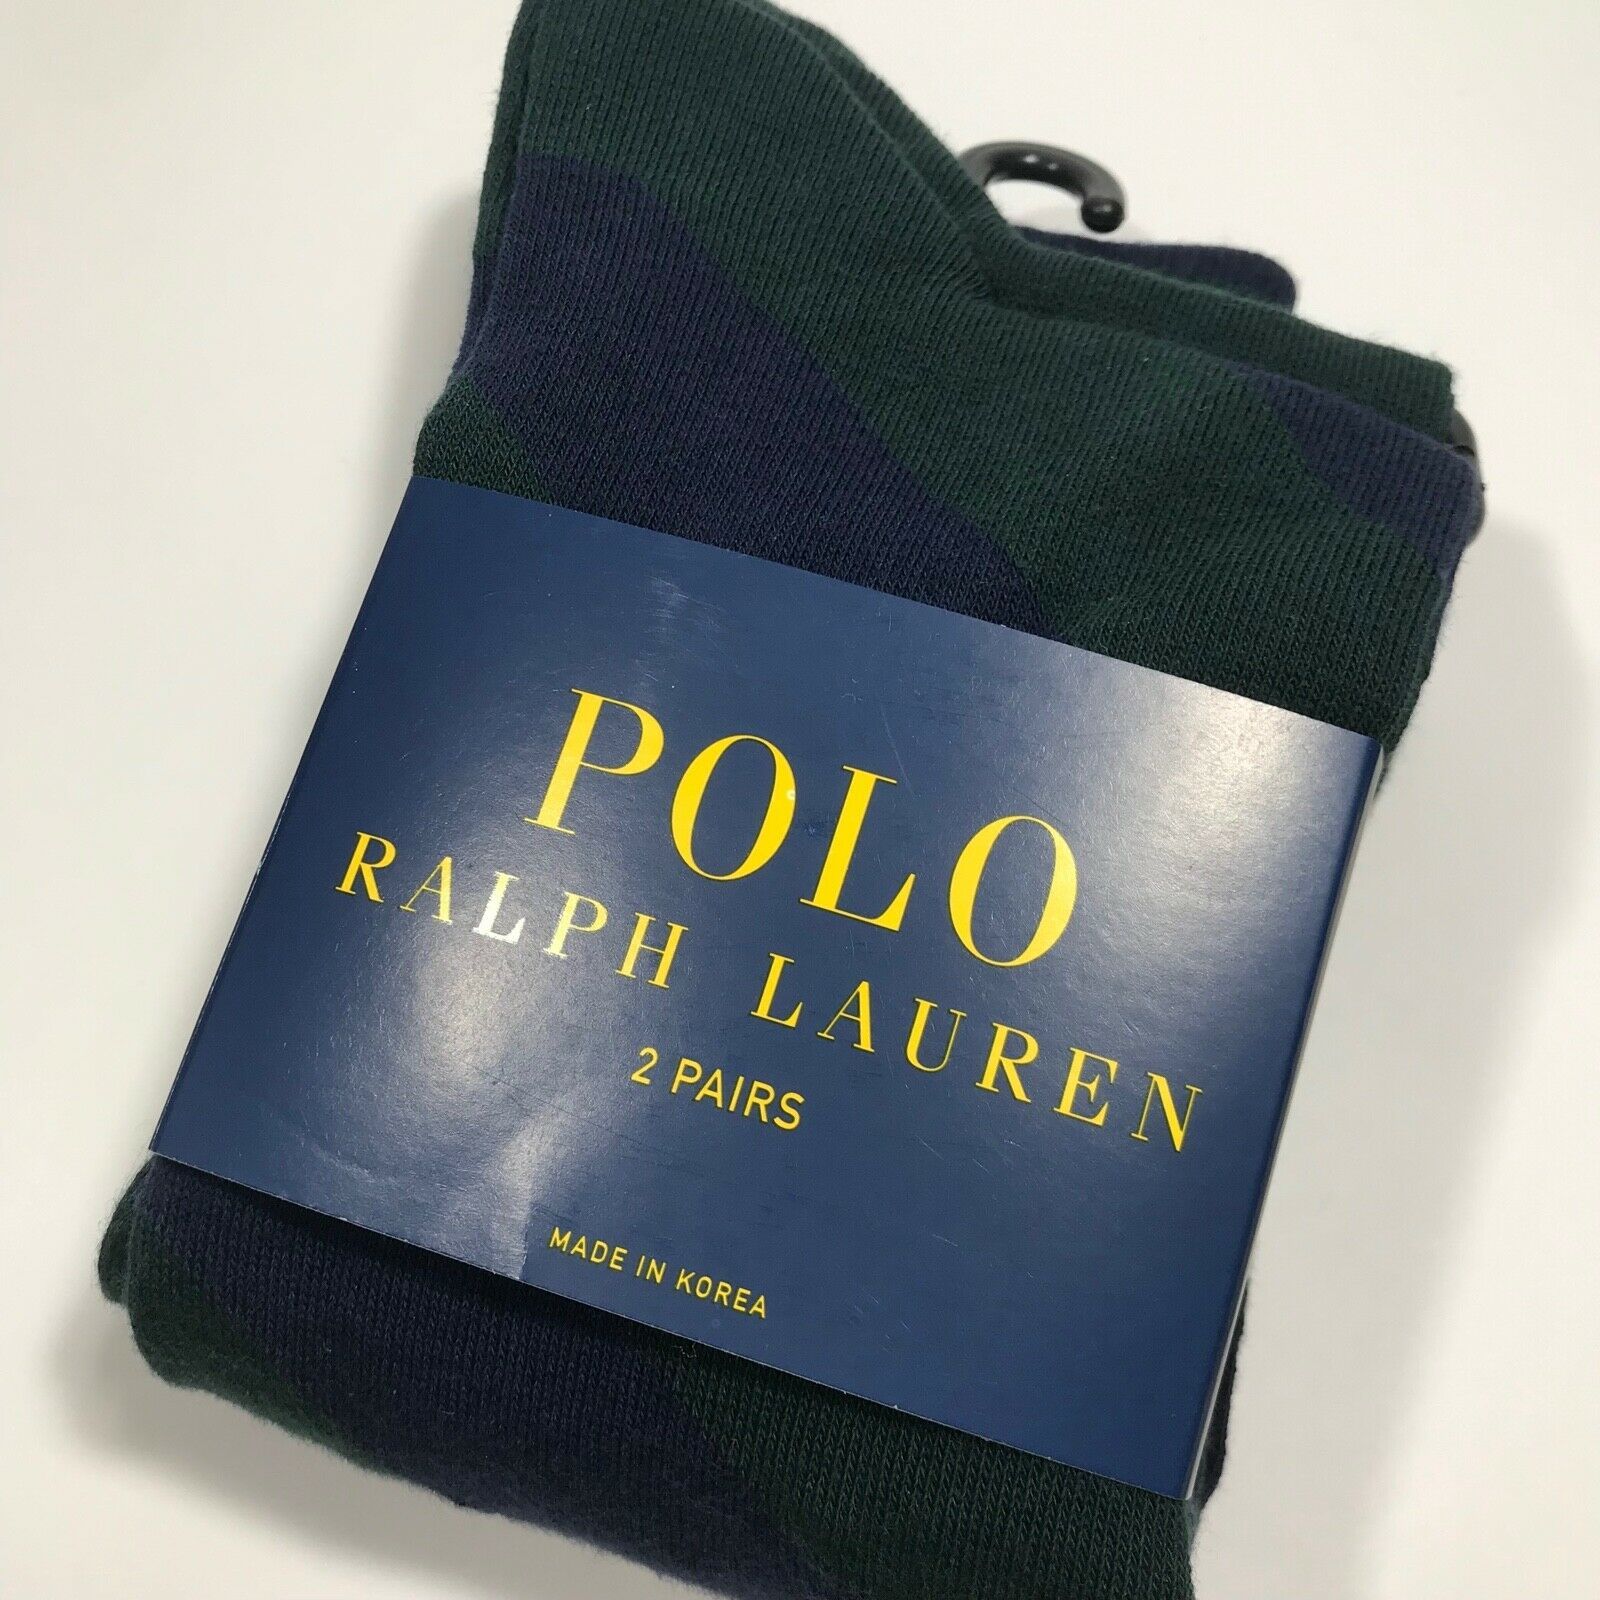 POLO
RALPH LAUREN
2 PAIRS
MADE IN KOREA